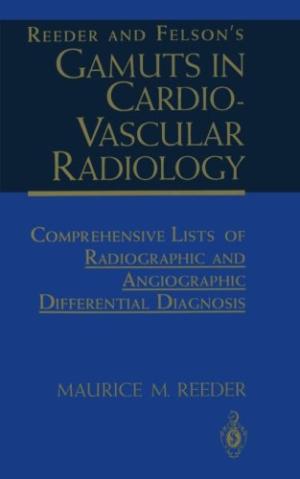 REEDER AND FELSON'S
GAMUTS IN
CARDIO-
VASCULAR
RADIOLOGY
COMPREHENSIVE LISTS OF
RADIOGRAPHIC AND
ANGIOGRAPHIC
DIFFERENTIAL DIAGNOSIS
MAURICE M. REEDER